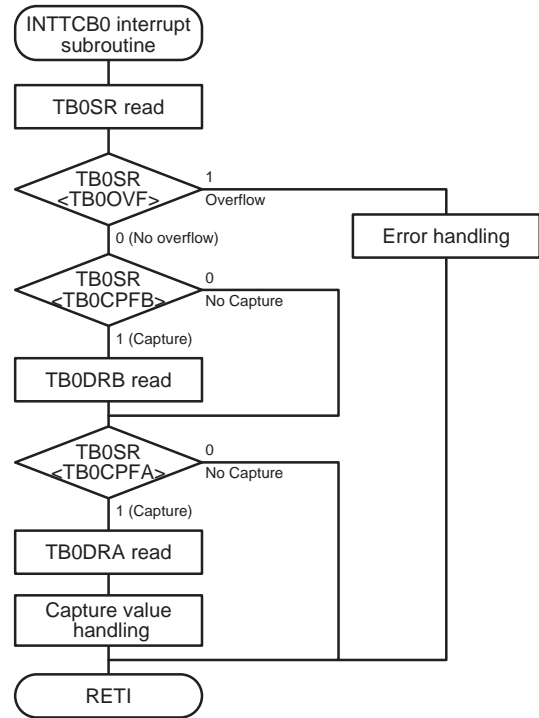 INTTCB0 interrupt
subroutine
TB0SR read
TB0SR
<TB0OVF>
1
Overflow
0 (No overflow)
Error handling
TB0SR
<TB0CPFB>
0
No Capture
1 (Capture)
TB0DRB read
TB0SR
<TB0CPFA>
0
No Capture
1 (Capture)
TB0DRA read
Capture value
handling
RETI